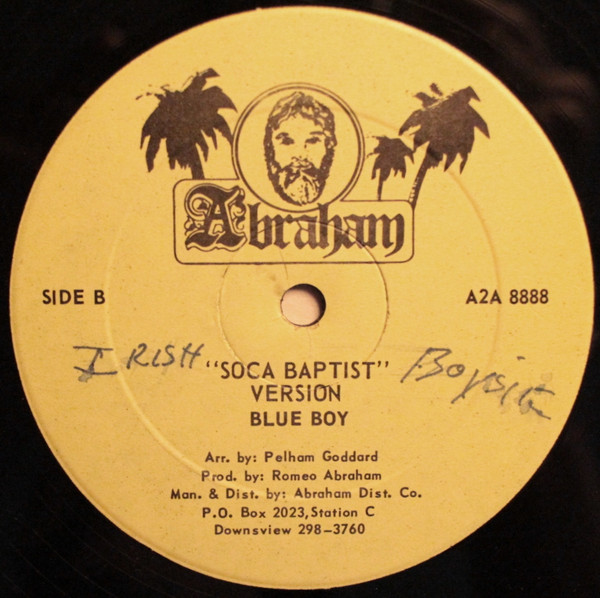 Abraham
SIDE B
A2A 8888
IRISH
"SOCA BAPTIST"
VERSION
BLUE BOY
Arr. by: Pelham Goddard
Prod. by: Romeo Abraham
Man. & Dist. by: Abraham Dist. Co.
P.O. Box 2023, Station C
Downsview 298-3760